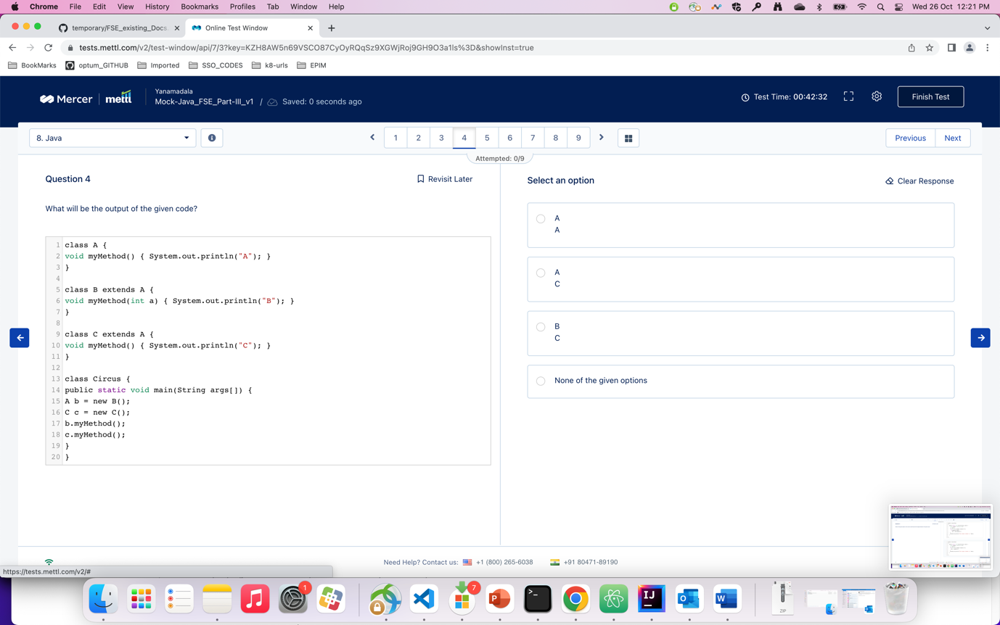 Chrome File Edit View History Bookmarks Profiles Tab Window Help Wed 26 Oct 12:21 PM
temporary/FSE_existing_Docs. Online Test Window
tests.mettl.com/v2/test-window/api/7/3?key=KZH8AW5n69VSCO87CyOyRQqSz9XGWjRoj9GH9O3a1ls%3D&showInst=true
BookMarks optum_GITHUB Imported SSO_CODES k8-urls EPIM
Mercer mettl
Yanamadala
Mock-Java_FSE_Part-III_v1 / Saved: 0 seconds ago
Test Time: 00:42:32
Finish Test
8. Java
1 2 3 4 5 6 7 8 9
Previous Next
Attempted: 0/9
Question 4
Revisit Later
What will be the output of the given code?
1 class A {
2 void myMethod() { System.out.println("A"); }
3 }
4
5 class B extends A {
6 void myMethod(int a) { System.out.println("B"); }
7 }
8
9 class C extends A {
10 void myMethod() { System.out.println("C"); }
11 }
12
13 class Circus {
14 public static void main(String args[]) {
15 A b = new B();
16 C c = new C();
17 b.myMethod();
18 c.myMethod();
19 }
20 }
Select an option
Clear Response
A
A
A
C
B
C
None of the given options
Need Help? Contact us: +1 (800) 265-6038 +91 80471-89190
https://tests.mettl.com/v2/#
1
7
P
>_
IJ
O
W
ZIP